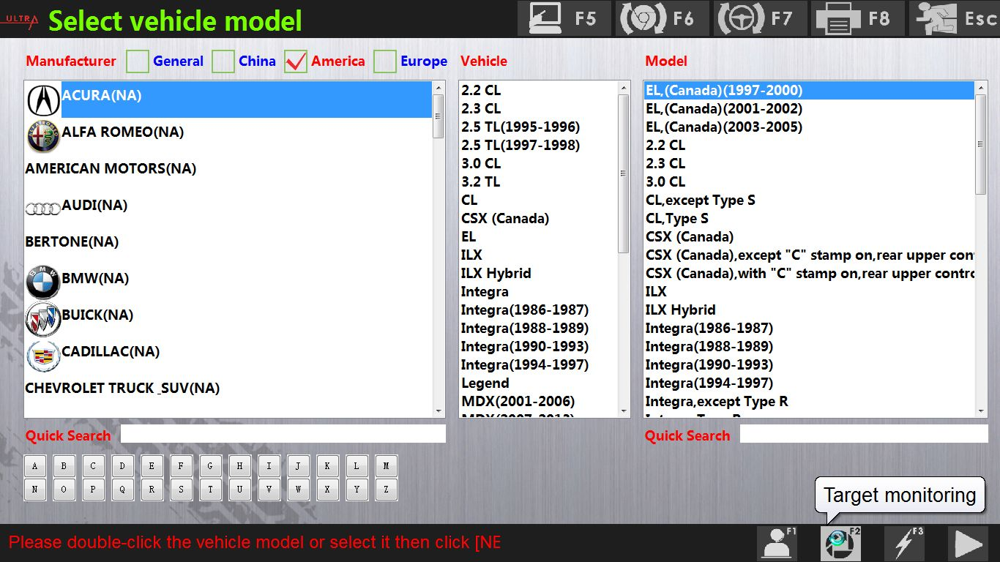 ULTRA
Select vehicle model
F5
F6
F7
F8
Esc
Manufacturer
General
China
America
Europe
Vehicle
Model
ACURA(NA)
ALFA ROMEO(NA)
AMERICAN MOTORS(NA)
AUDI(NA)
BERTONE(NA)
BMW(NA)
BUICK(NA)
CADILLAC(NA)
CHEVROLET TRUCK _SUV(NA)
2.2 CL
2.3 CL
2.5 TL(1995-1996)
2.5 TL(1997-1998)
3.0 CL
3.2 TL
CL
CSX (Canada)
EL
ILX
ILX Hybrid
Integra
Integra(1986-1987)
Integra(1988-1989)
Integra(1990-1993)
Integra(1994-1997)
Legend
MDX(2001-2006)
EL,(Canada)(1997-2000)
EL,(Canada)(2001-2002)
EL,(Canada)(2003-2005)
2.2 CL
2.3 CL
3.0 CL
CL,except Type S
CL,Type S
CSX (Canada)
CSX (Canada),except "C" stamp on,rear upper con
CSX (Canada),with "C" stamp on,rear upper contro
ILX
ILX Hybrid
Integra(1986-1987)
Integra(1988-1989)
Integra(1990-1993)
Integra(1994-1997)
Integra,except Type R
Quick Search
Quick Search
A B C D E F G H I J K L M
N O P Q R S T U V W X Y Z
Target monitoring
Please double-click the vehicle model or select it then click [NE
F1
F2
F3